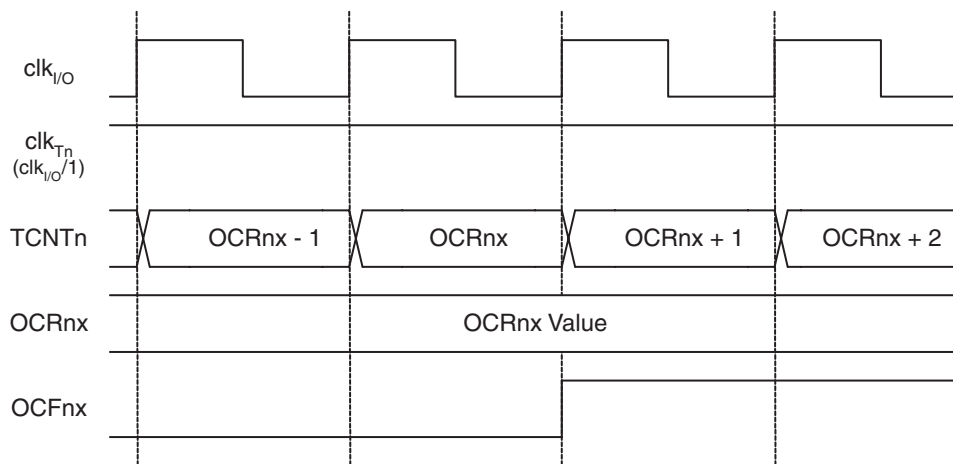 clkI/O
clkTn
(clkI/O/1)
TCNTn OCRnx - 1 OCRnx OCRnx + 1 OCRnx + 2
OCRnx OCRnx Value
OCFnx